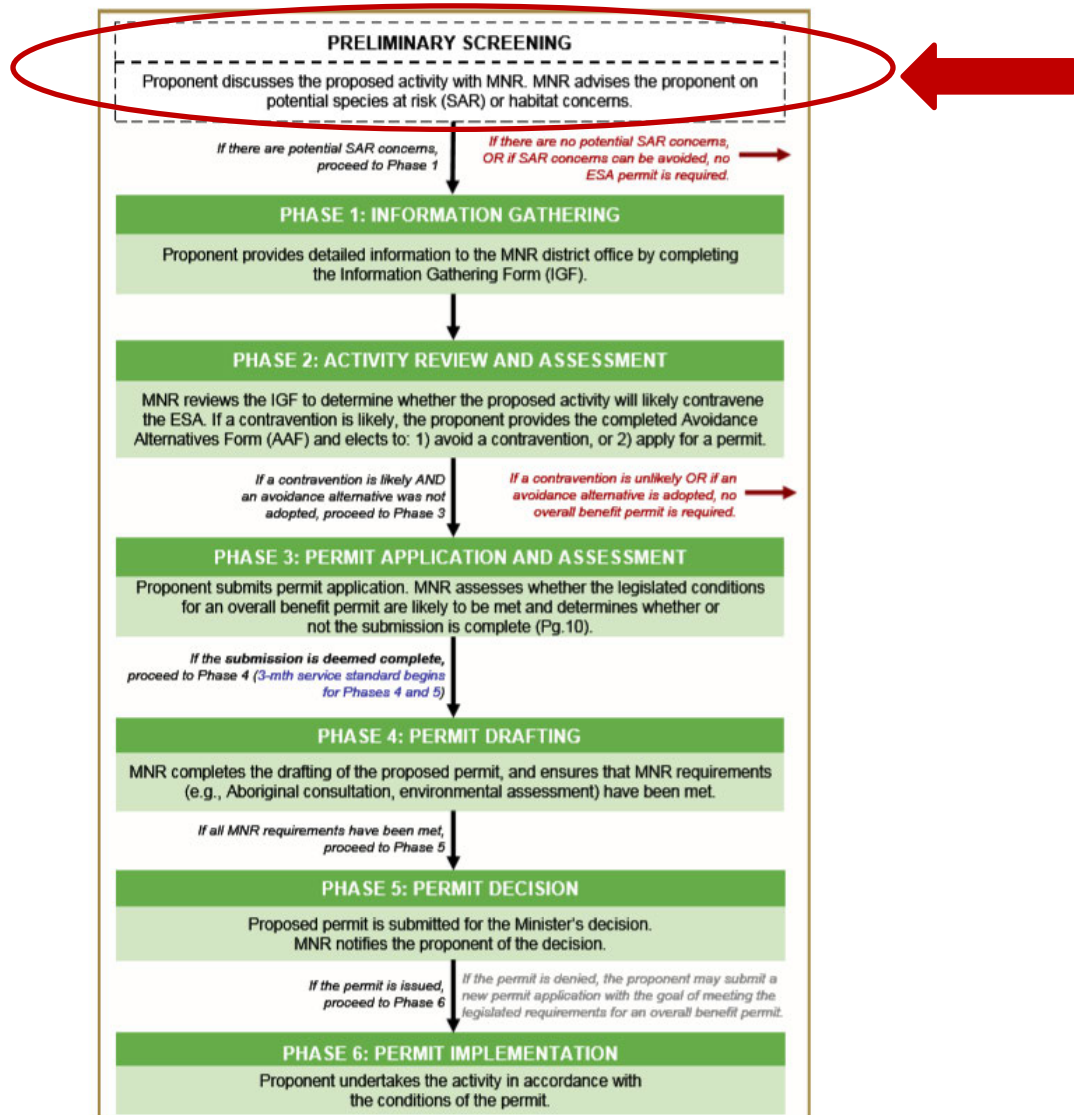 PRELIMINARY SCREENING
Proponent discusses the proposed activity with MNR. MNR advises the proponent on
potential species at risk (SAR) or habitat concerns.
If there are potential SAR concerns,
proceed to Phase 1
If there are no potential SAR concerns,
OR if SAR concerns can be avoided, no
ESA permit is required.
PHASE 1: INFORMATION GATHERING
Proponent provides detailed information to the MNR district office by completing
the Information Gathering Form (IGF).
PHASE 2: ACTIVITY REVIEW AND ASSESSMENT
MNR reviews the IGF to determine whether the proposed activity will likely contravene
the ESA. If a contravention is likely, the proponent provides the completed Avoidance
Alternatives Form (AAF) and elects to: 1) avoid a contravention, or 2) apply for a permit.
If a contravention is likely AND
an avoidance alternative was not
adopted, proceed to Phase 3
If a contravention is unlikely OR if an
avoidance alternative is adopted, no
overall benefit permit is required.
PHASE 3: PERMIT APPLICATION AND ASSESSMENT
Proponent submits permit application. MNR assesses whether the legislated conditions
for an overall benefit permit are likely to be met and determines whether or
not the submission is complete (Pg.10).
If the submission is deemed complete,
proceed to Phase 4 (3-mth service standard begins
for Phases 4 and 5)
PHASE 4: PERMIT DRAFTING
MNR completes the drafting of the proposed permit, and ensures that MNR requirements
(e.g., Aboriginal consultation, environmental assessment) have been met.
If all MNR requirements have been met,
proceed to Phase 5
PHASE 5: PERMIT DECISION
Proposed permit is submitted for the Minister's decision.
MNR notifies the proponent of the decision.
If the permit is issued,
proceed to Phase 6
If the permit is denied, the proponent may submit a
new permit application with the goal of meeting the
legislated requirements for an overall benefit permit.
PHASE 6: PERMIT IMPLEMENTATION
Proponent undertakes the activity in accordance with
the conditions of the permit.